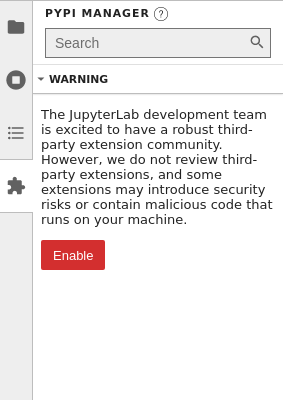 PYPI MANAGER ?
Search
WARNING
The JupyterLab development team
is excited to have a robust third-
party extension community.
However, we do not review third-
party extensions, and some
extensions may introduce security
risks or contain malicious code that
runs on your machine.
Enable